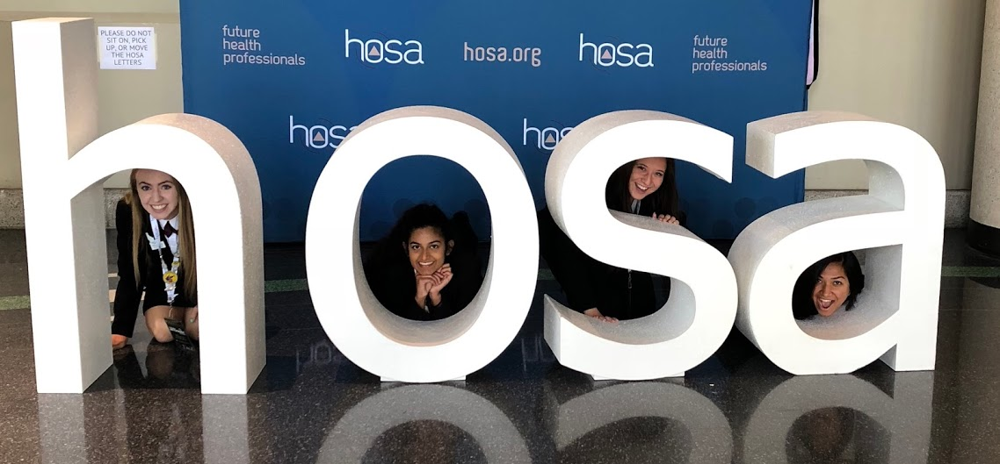 PLEASE DO NOT
SIT ON, PICK
UP, OR MOVE
THE HOSA
LETTERS
future
health
professionals
hosa
hosa.org
hosa
future
health
professionals
hosa
hosa
hosa